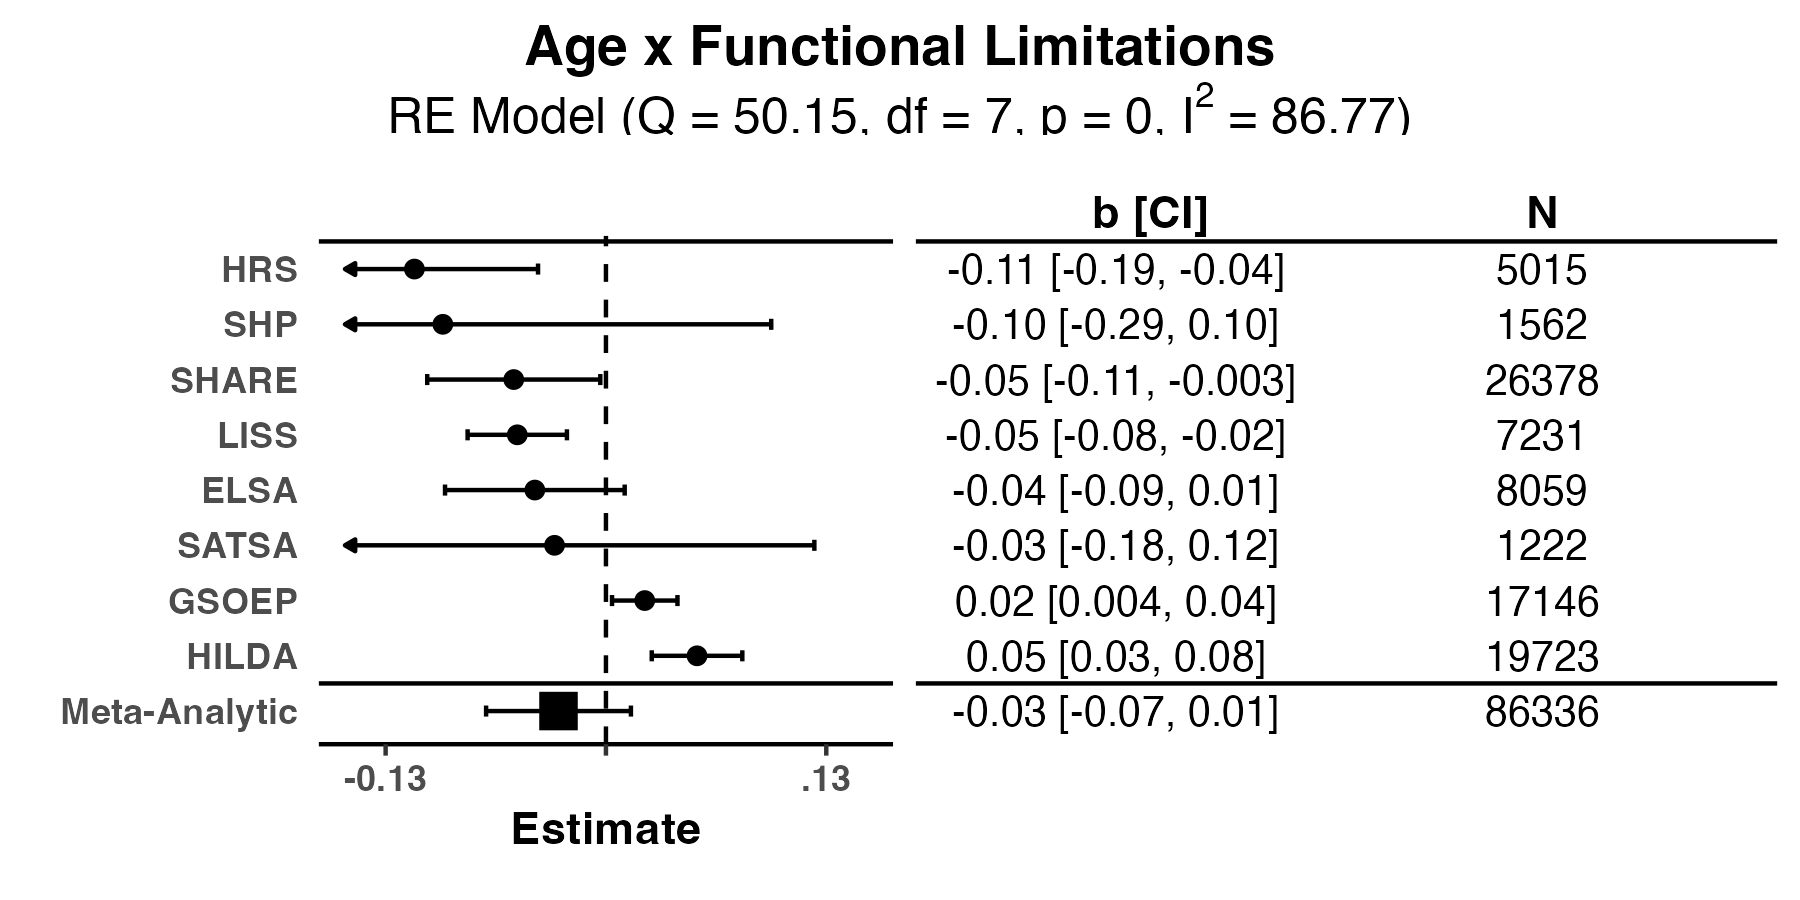 Age x Functional Limitations
RE Model (Q = 50.15, df = 7, p = 0, I² = 86.77)
b [CI] N
HRS -0.11 [-0.19, -0.04] 5015
SHP -0.10 [-0.29, 0.10] 1562
SHARE -0.05 [-0.11, -0.003] 26378
LISS -0.05 [-0.08, -0.02] 7231
ELSA -0.04 [-0.09, 0.01] 8059
SATSA -0.03 [-0.18, 0.12] 1222
GSOEP 0.02 [0.004, 0.04] 17146
HILDA 0.05 [0.03, 0.08] 19723
Meta-Analytic -0.03 [-0.07, 0.01] 86336
-0.13 .13
Estimate